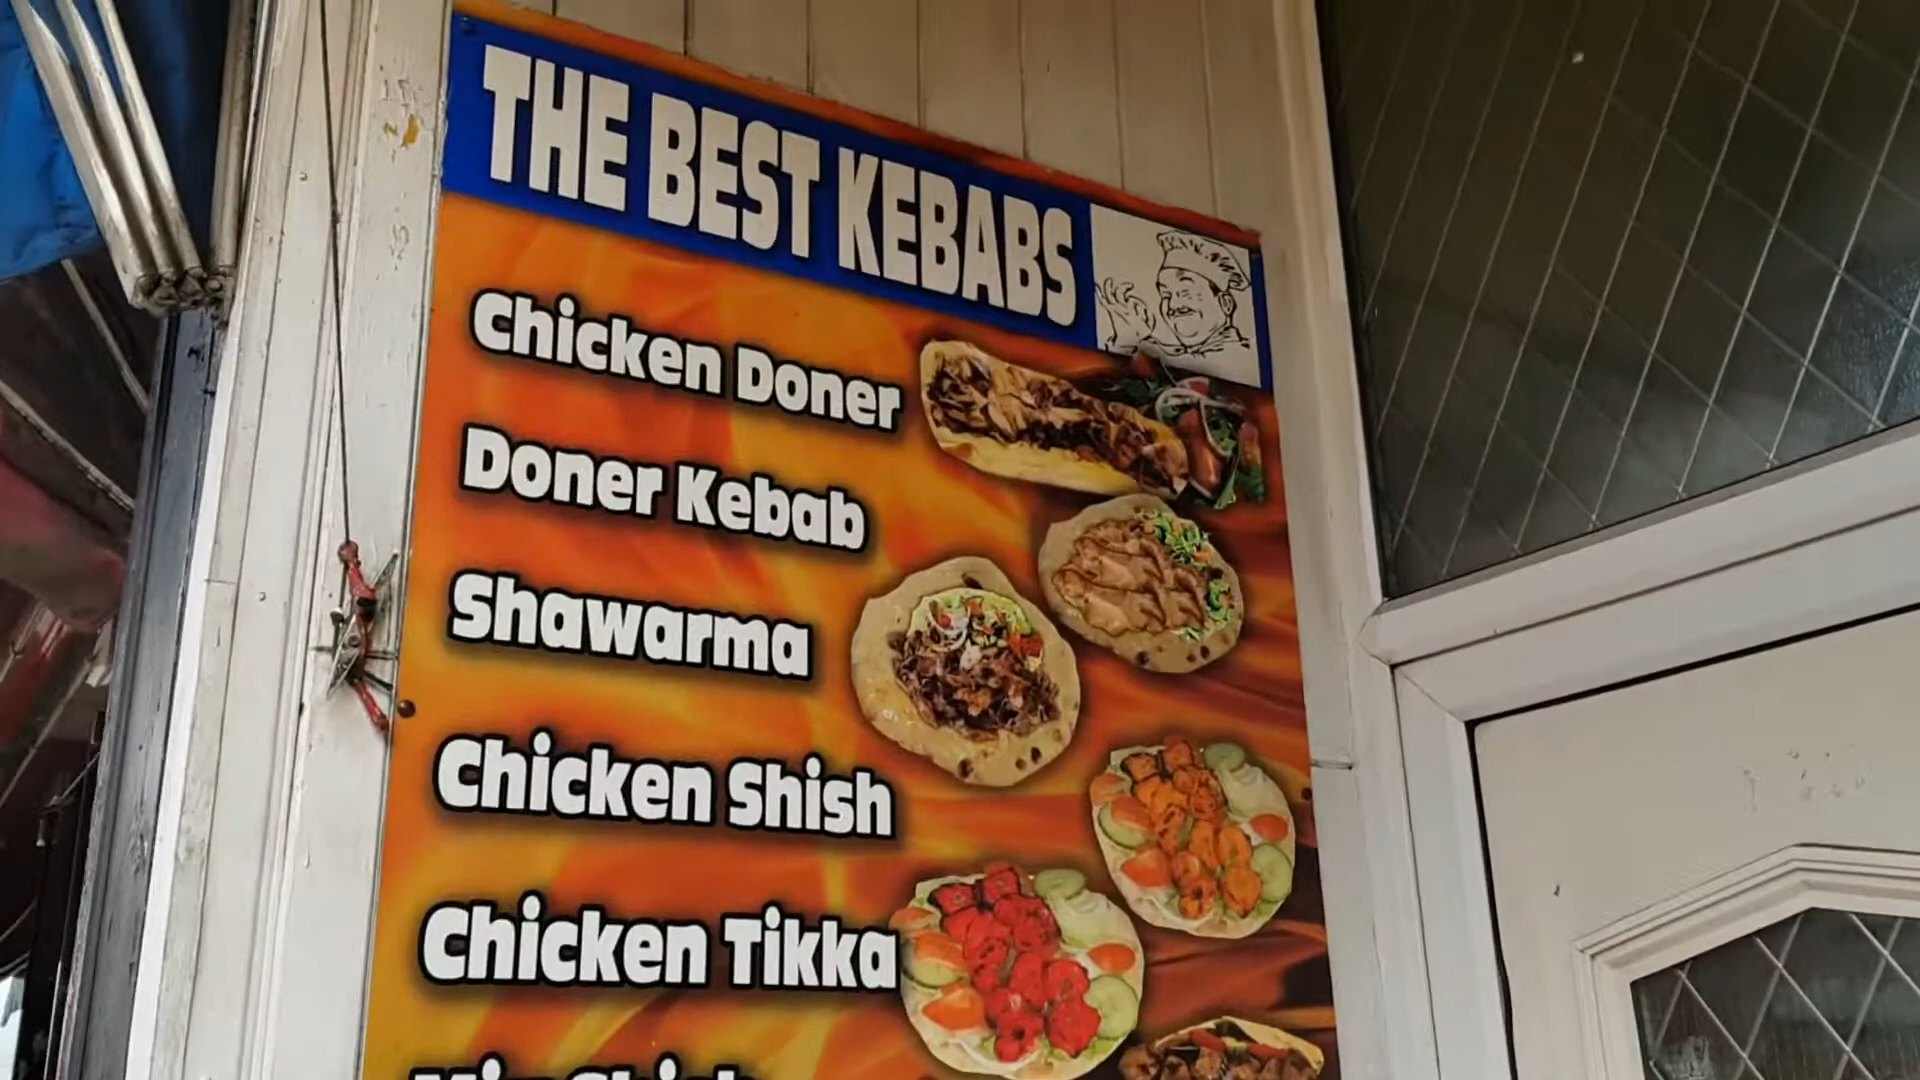 THE BEST KEBABS
Chicken Doner
Doner Kebab
Shawarma
Chicken Shish
Chicken Tikka